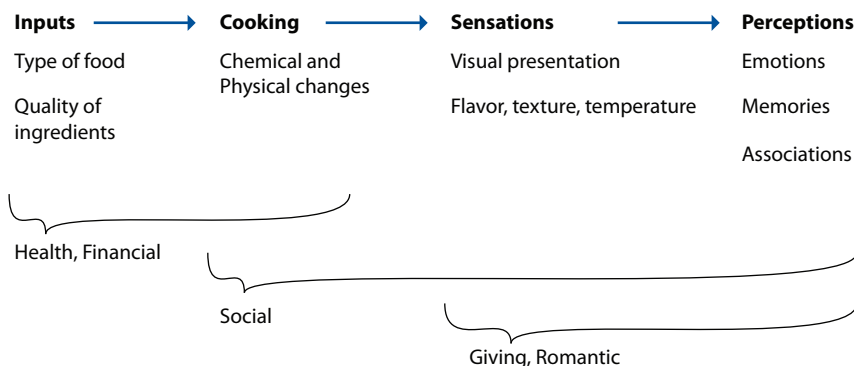 Inputs Cooking Sensations Perceptions
Type of food Chemical and Visual presentation Emotions
Physical changes
Quality of Flavor, texture, temperature Memories
ingredients
Associations
Health, Financial
Social
Giving, Romantic